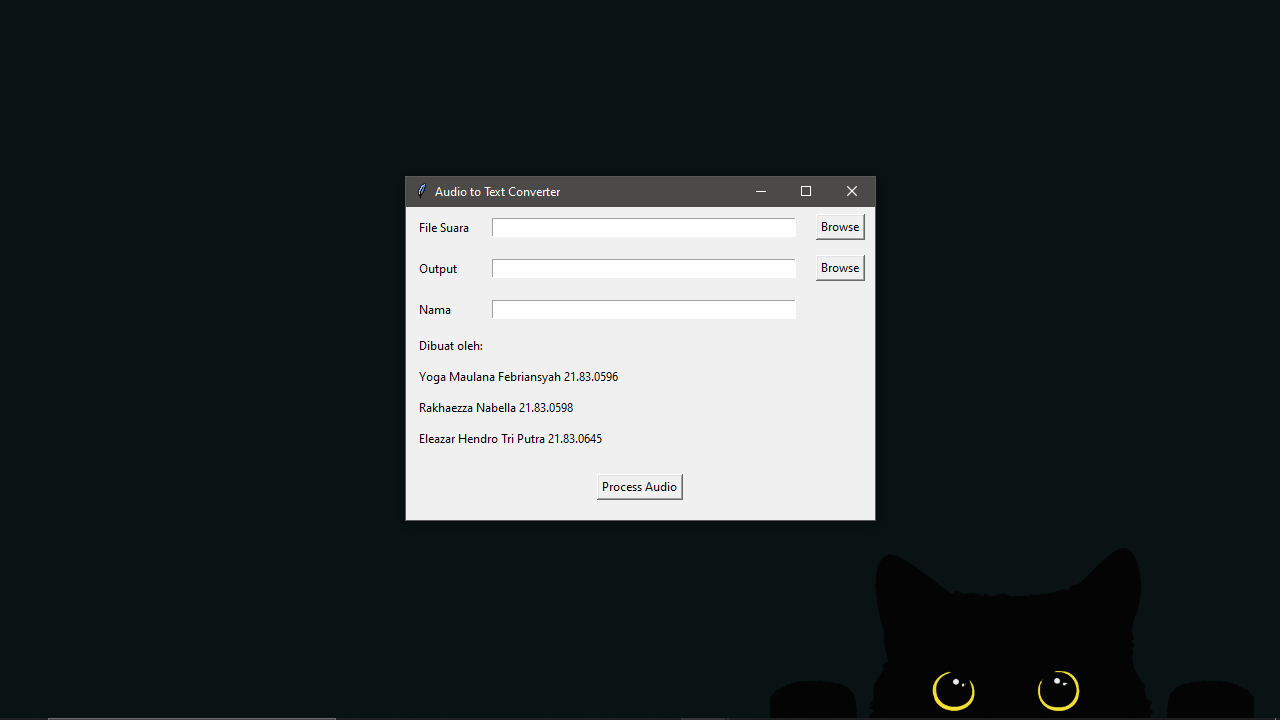 Audio to Text Converter
File Suara Browse
Output Browse
Nama
Dibuat oleh:
Yoga Maulana Febriansyah 21.83.0596
Rakhaezza Nabella 21.83.0598
Eleazar Hendro Tri Putra 21.83.0645
Process Audio